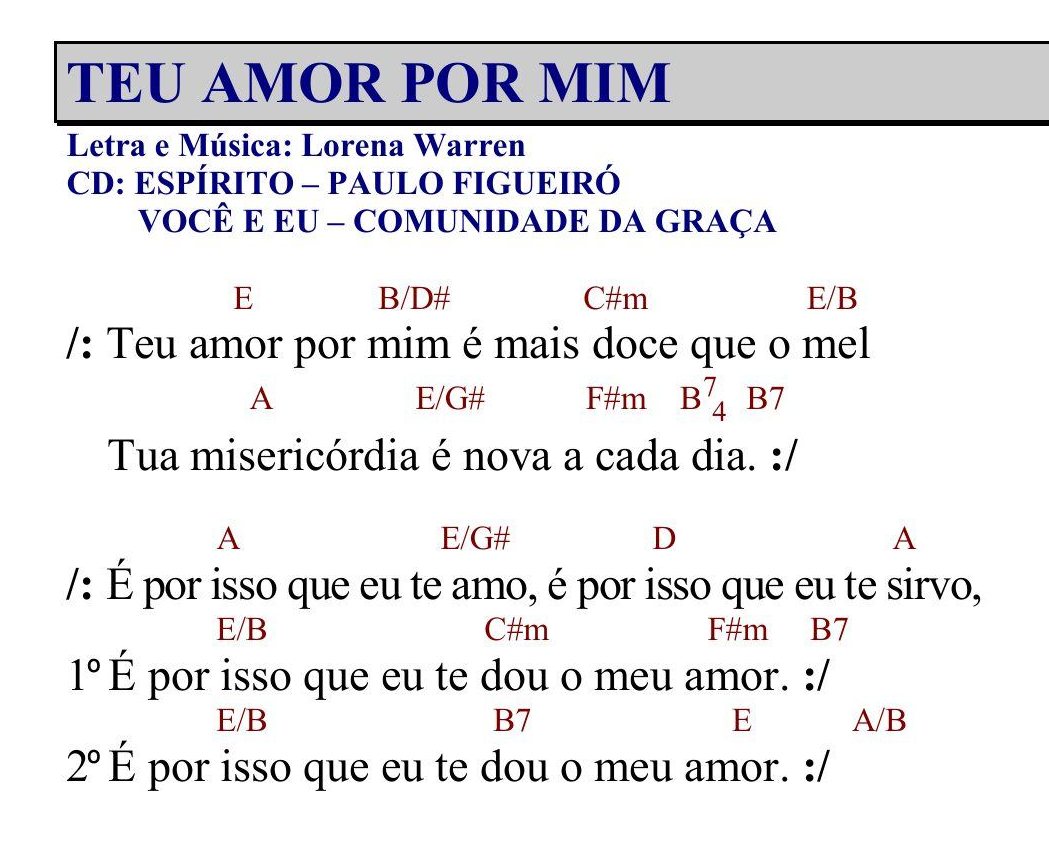 TEU AMOR POR MIM
Letra e Música: Lorena Warren
CD: ESPÍRITO – PAULO FIGUEIRÓ
VOCÊ E EU – COMUNIDADE DA GRAÇA
E B/D# C#m E/B
/: Teu amor por mim é mais doce que o mel
A E/G# F#m B7 4 B7
Tua misericórdia é nova a cada dia. :/
A E/G# D A
/: É por isso que eu te amo, é por isso que eu te sirvo,
E/B C#m F#m B7
1º É por isso que eu te dou o meu amor. :/
E/B B7 E A/B
2º É por isso que eu te dou o meu amor. :/